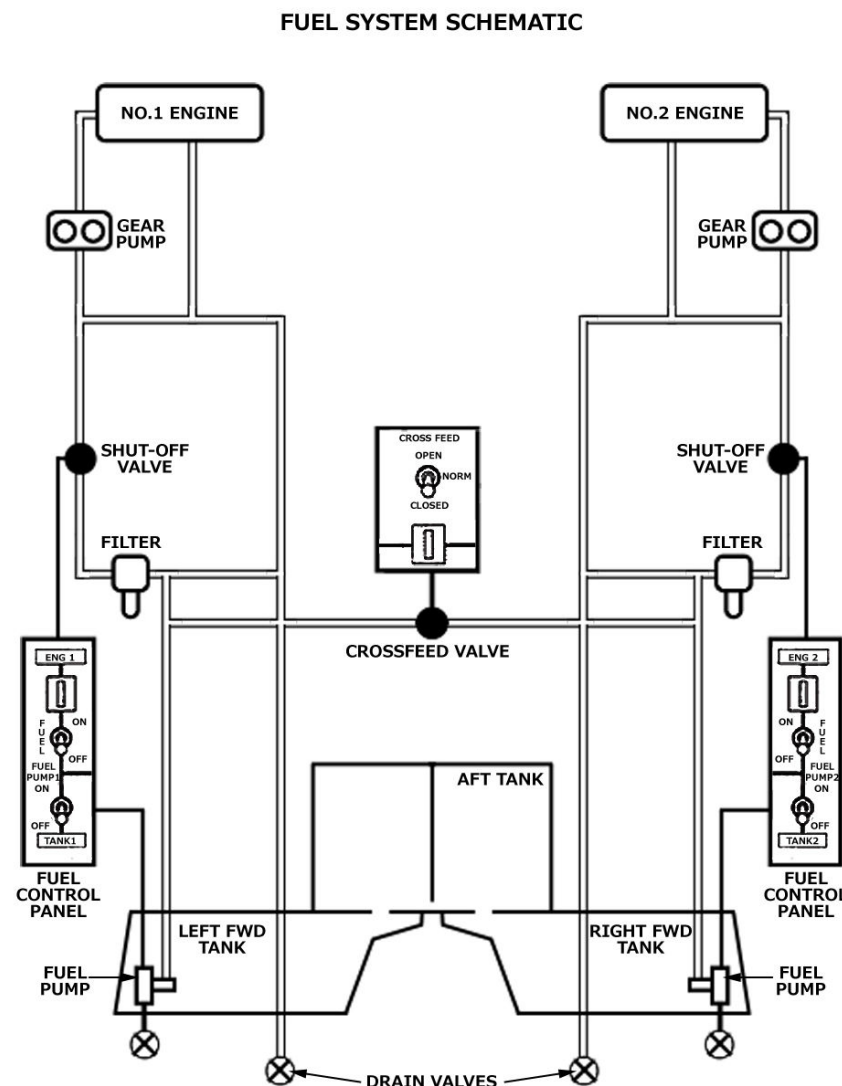 FUEL SYSTEM SCHEMATIC
NO.1 ENGINE
NO.2 ENGINE
GEAR
PUMP
GEAR
PUMP
SHUT-OFF
VALVE
CROSS FEED
OPEN
NORM
CLOSED
SHUT-OFF
VALVE
FILTER
FILTER
CROSSFEED VALVE
ENG 1
FUEL
ON
OFF
FUEL
PUMP1
ON
OFF
TANK1
FUEL
CONTROL
PANEL
ENG 2
ON
FUEL
OFF
FUEL
PUMP2
ON
OFF
TANK2
FUEL
CONTROL
PANEL
AFT TANK
LEFT FWD
TANK
RIGHT FWD
TANK
FUEL
PUMP
FUEL
PUMP
DRAIN VALVES